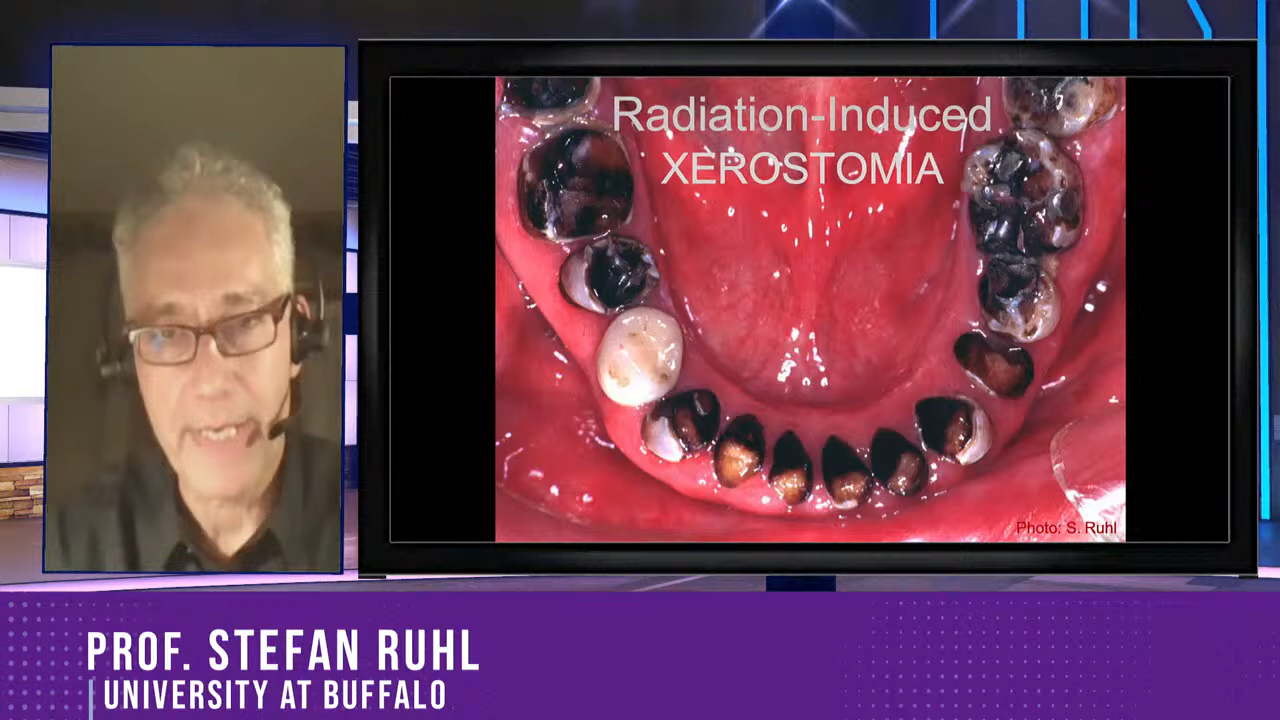 Radiation-Induced
XEROSTOMIA
Photo: S. Ruhl
PROF. STEFAN RUHL
UNIVERSITY AT BUFFALO